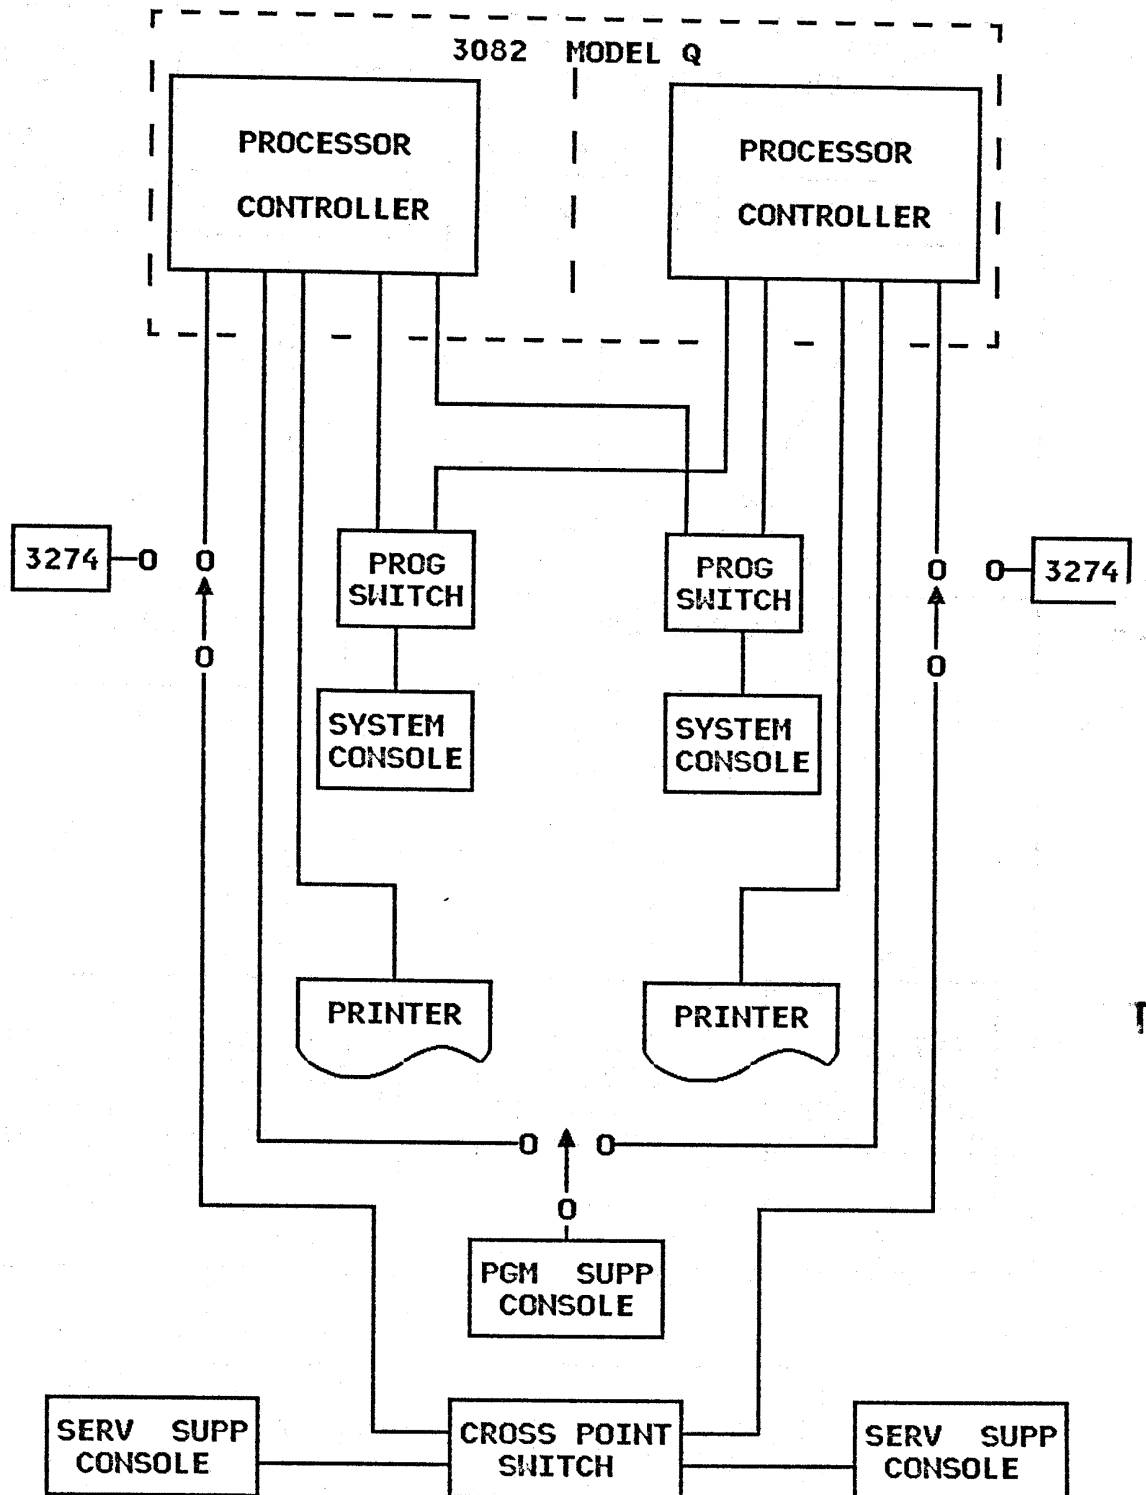 3082 MODEL Q
PROCESSOR
CONTROLLER
PROCESSOR
CONTROLLER
3274
O
O
O
PROG
SWITCH
PROG
SWITCH
O
O
3274
O
SYSTEM
CONSOLE
SYSTEM
CONSOLE
PRINTER
PRINTER
O
O
O
PGM SUPP
CONSOLE
SERV SUPP
CONSOLE
CROSS POINT
SWITCH
SERV SUPP
CONSOLE